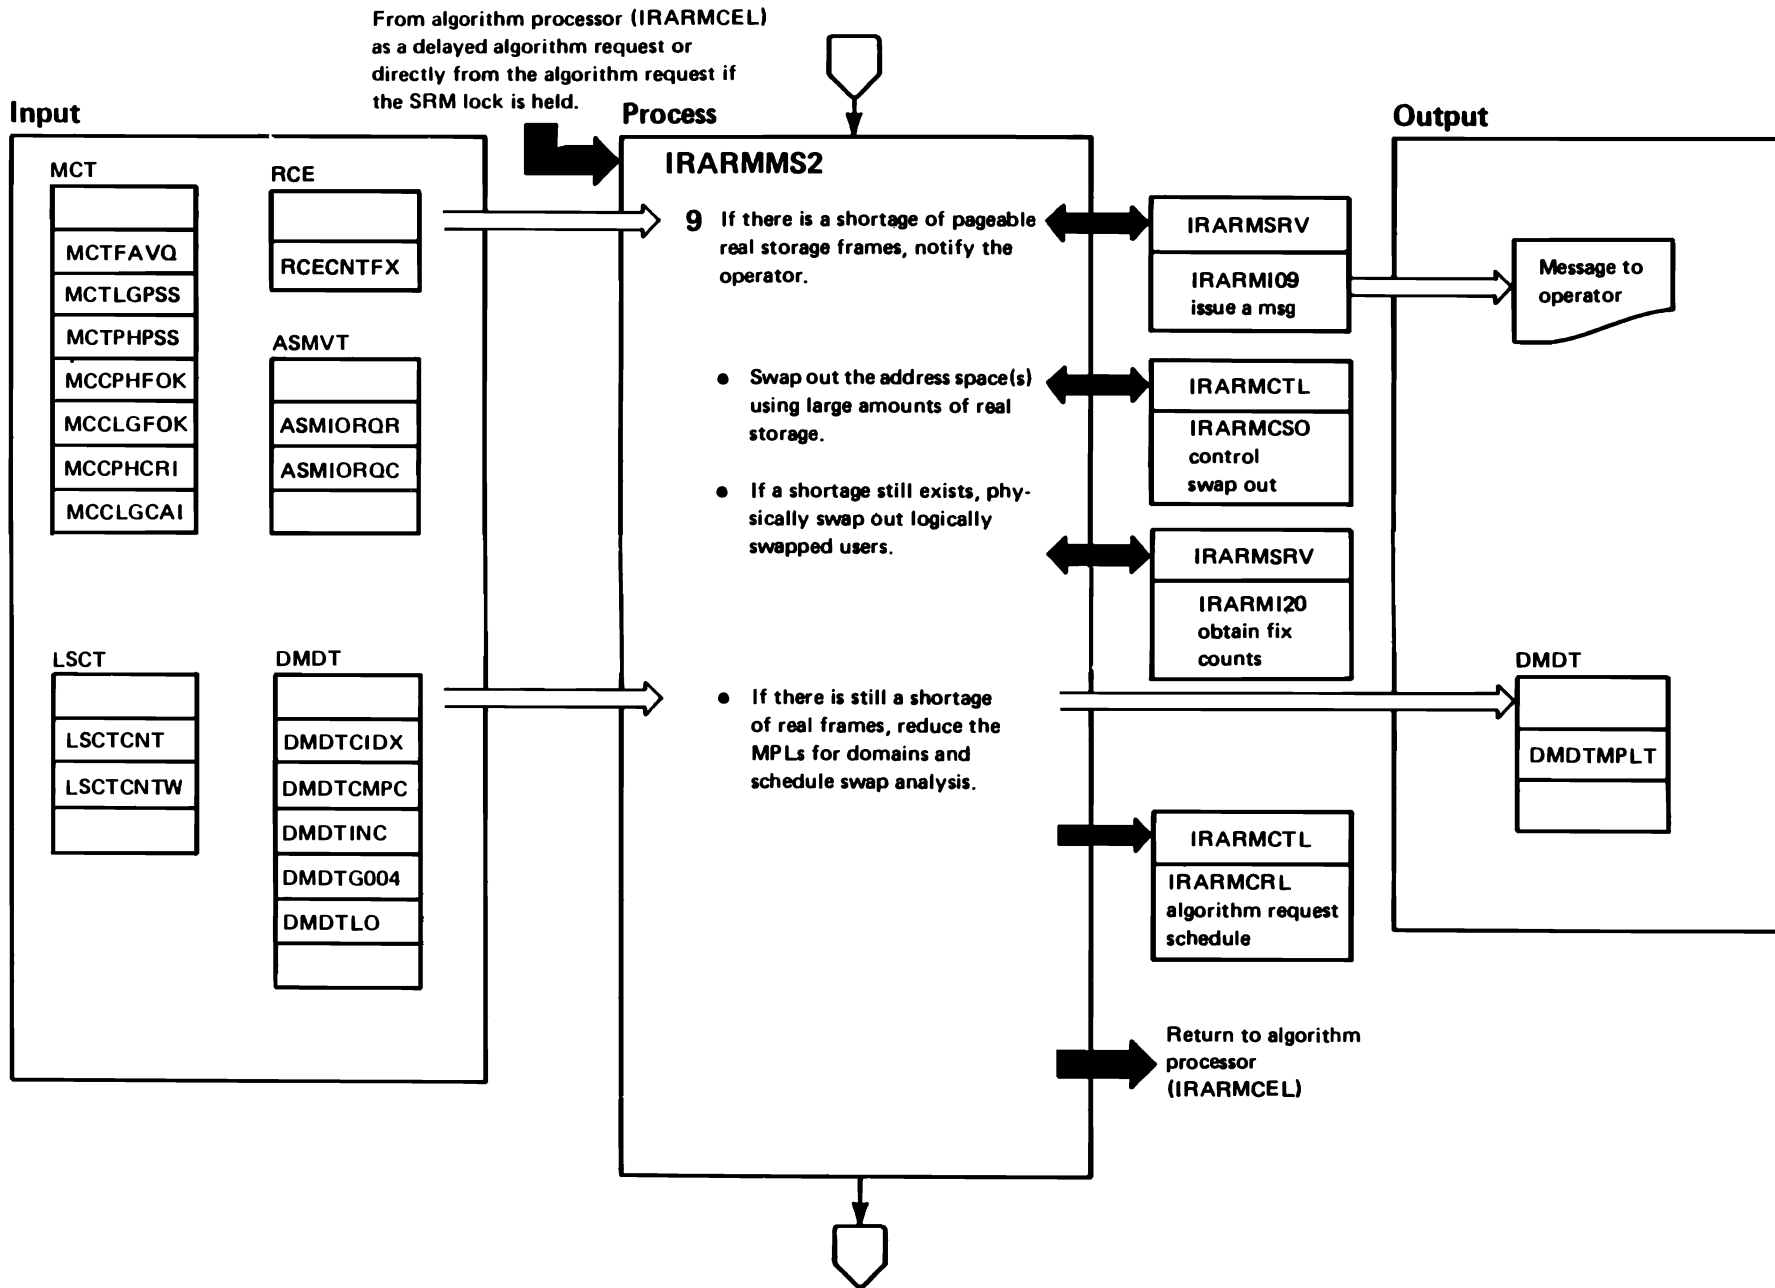 From algorithm processor (IRARMCEL)
as a delayed algorithm request or
directly from the algorithm request if
the SRM lock is held.
Input
MCT
MCTFAVQ
MCTLGPSS
MCTPHPSS
MCCPHFOK
MCCLGFOK
MCCPHCRI
MCCLGCAI
RCE
RCECNTFX
ASMVT
ASMIORQR
ASMIORQC
LSCT
LSCTCNT
LSCTCNTW
DMDT
DMDTCIDX
DMDTCMPC
DMDTINC
DMDTG004
DMDTLO
Process
IRARMMS2
9 If there is a shortage of pageable
real storage frames, notify the
operator.
• Swap out the address space(s)
using large amounts of real
storage.
• If a shortage still exists, phy-
sically swap out logically
swapped users.
• If there is still a shortage
of real frames, reduce the
MPLs for domains and
schedule swap analysis.
IRARMSRV
IRARMI09
issue a msg
IRARMCTL
IRARMCSO
control
swap out
IRARMSRV
IRARMI20
obtain fix
counts
IRARMCTL
IRARMCRL
algorithm request
schedule
Return to algorithm
processor
(IRARMCEL)
Output
Message to
operator
DMDT
DMDTMPLT